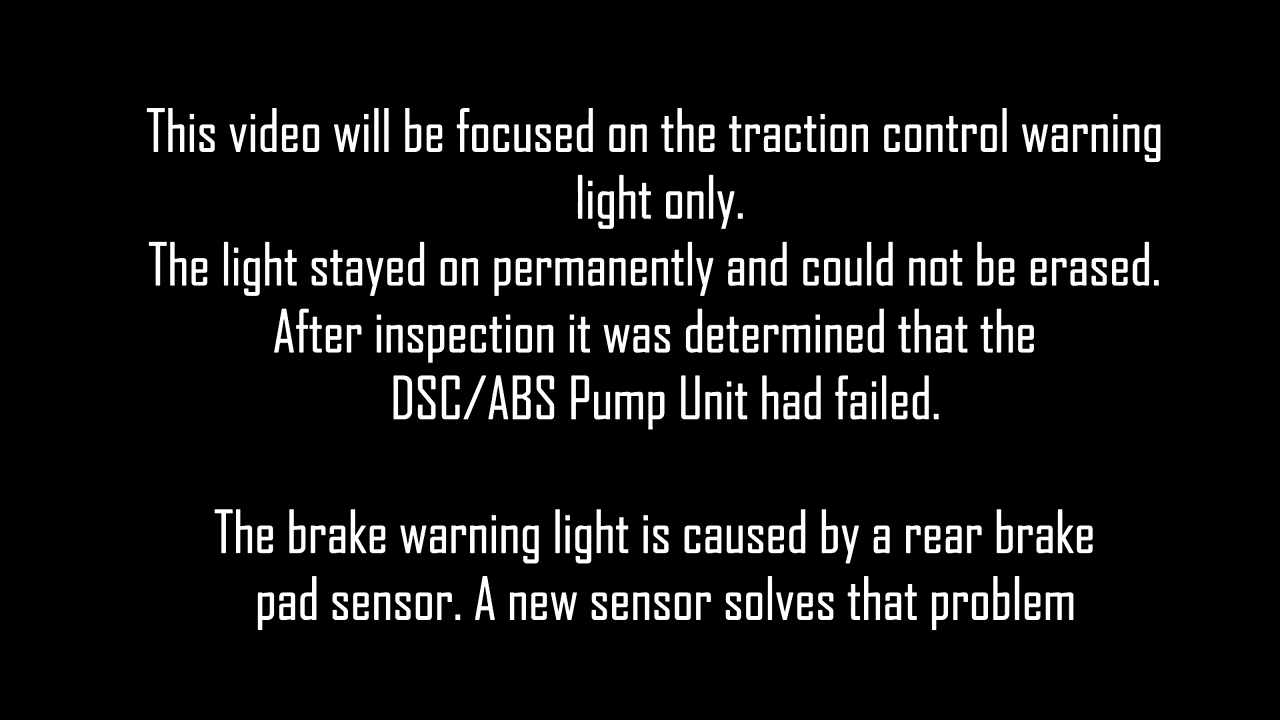 This video will be focused on the traction control warning
light only.
The light stayed on permanently and could not be erased.
After inspection it was determined that the
DSC/ABS Pump Unit had failed.
The brake warning light is caused by a rear brake
pad sensor. A new sensor solves that problem